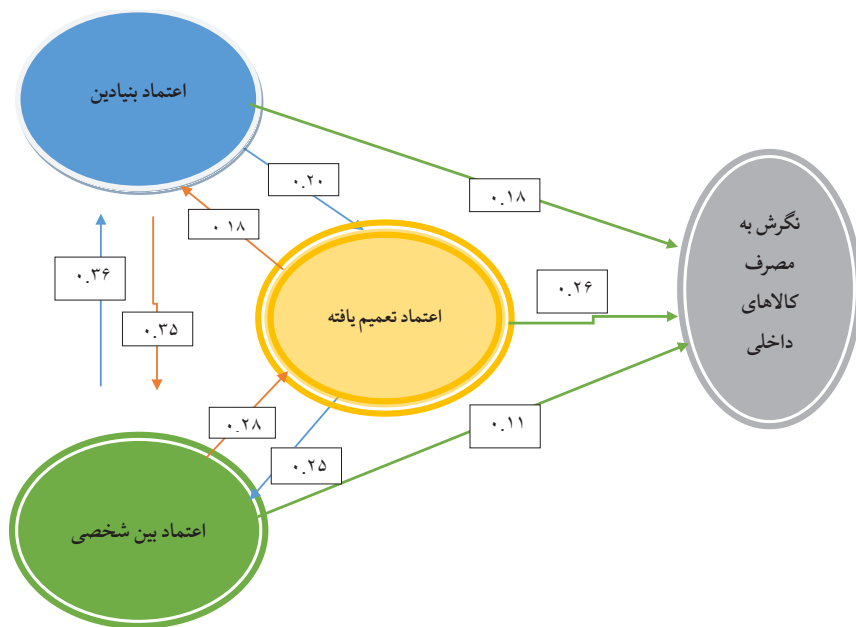 اعتماد بنیادین
۰.۲۰
۰.۱۸
۰.۱۸
نگرش به
مصرف
کالاهای
داخلی
۰.۳۶
۰.۳۵
اعتماد تعمیم یافته
۰.۲۶
۰.۲۸
۰.۲۵
۰.۱۱
اعتماد بین شخصی